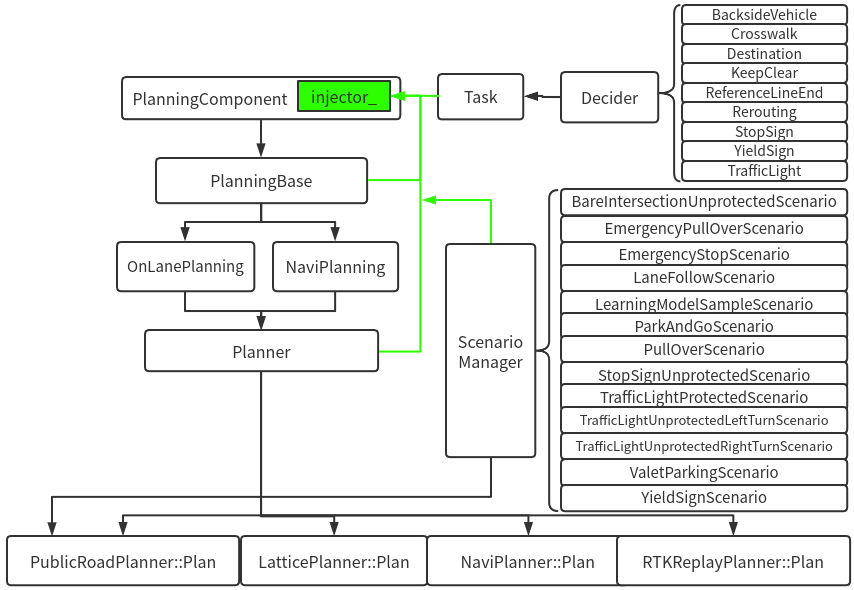 BacksideVehicle
Crosswalk
Destination
KeepClear
ReferenceLineEnd
Rerouting
StopSign
YieldSign
TrafficLight
PlanningComponent
injector_
Task
Decider
PlanningBase
OnLanePlanning
NaviPlanning
Planner
Scenario
Manager
BareIntersectionUnprotectedScenario
EmergencyPullOverScenario
EmergencyStopScenario
LaneFollowScenario
LearningModelSampleScenario
ParkAndGoScenario
PullOverScenario
StopSignUnprotectedScenario
TrafficLightProtectedScenario
TrafficLightUnprotectedLeftTurnScenario
TrafficLightUnprotectedRightTurnScenario
ValetParkingScenario
YieldSignScenario
PublicRoadPlanner::Plan
LatticePlanner::Plan
NaviPlanner::Plan
RTKReplayPlanner::Plan